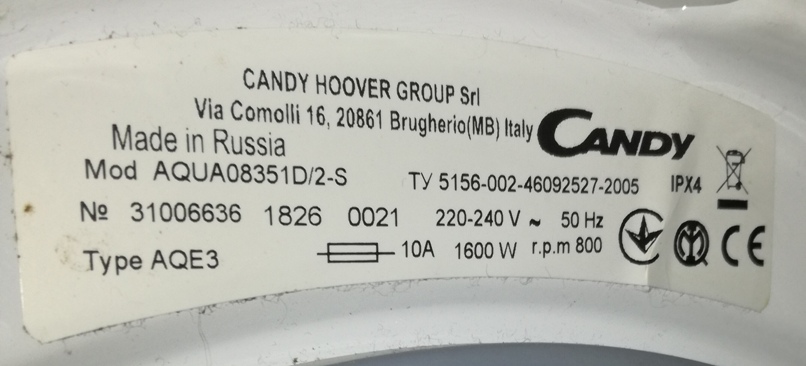 CANDY HOOVER GROUP Srl
Via Comolli 16, 20861 Brugherio(MB) Italy
CANDY
Made in Russia
Mod AQUA08351D/2-S ТУ 5156-002-46092527-2005 IPX4
№ 31006636 1826 0021 220-240 V ~ 50 Hz
Type AQE3 10A 1600 W r.p.m 800
CE